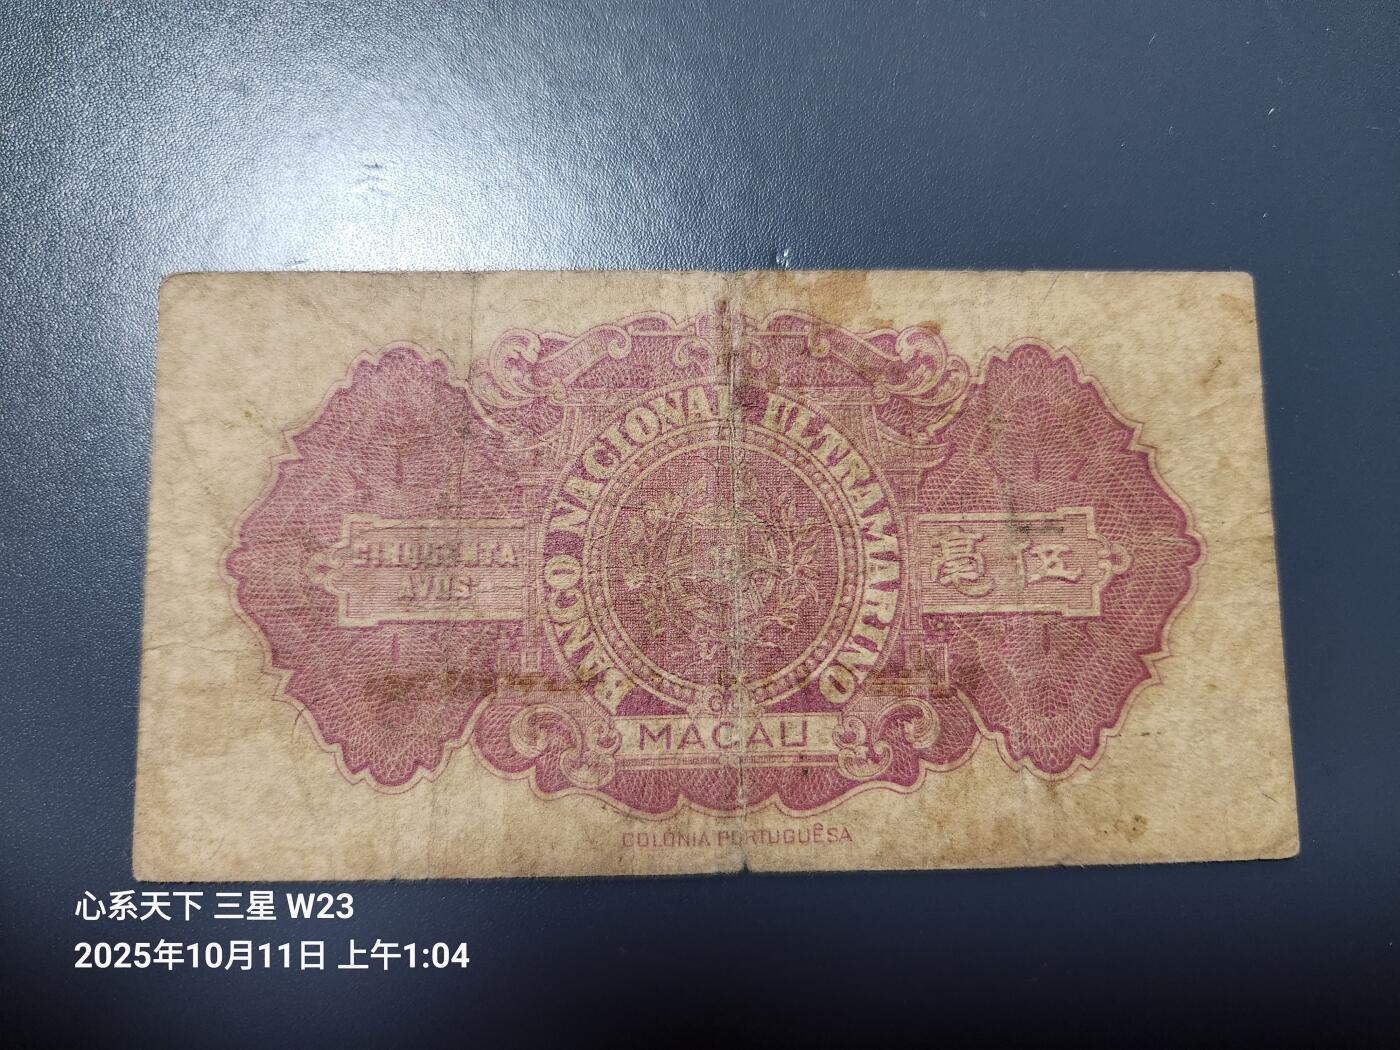 BANCO NACIONAL ULTRAMARINO
CINQUENTA
AVOS
毫 伍
MACAU
COLÓNIA PORTUGUÊSA
心系天下 三星 W23
2025年10月11日 上午1:04